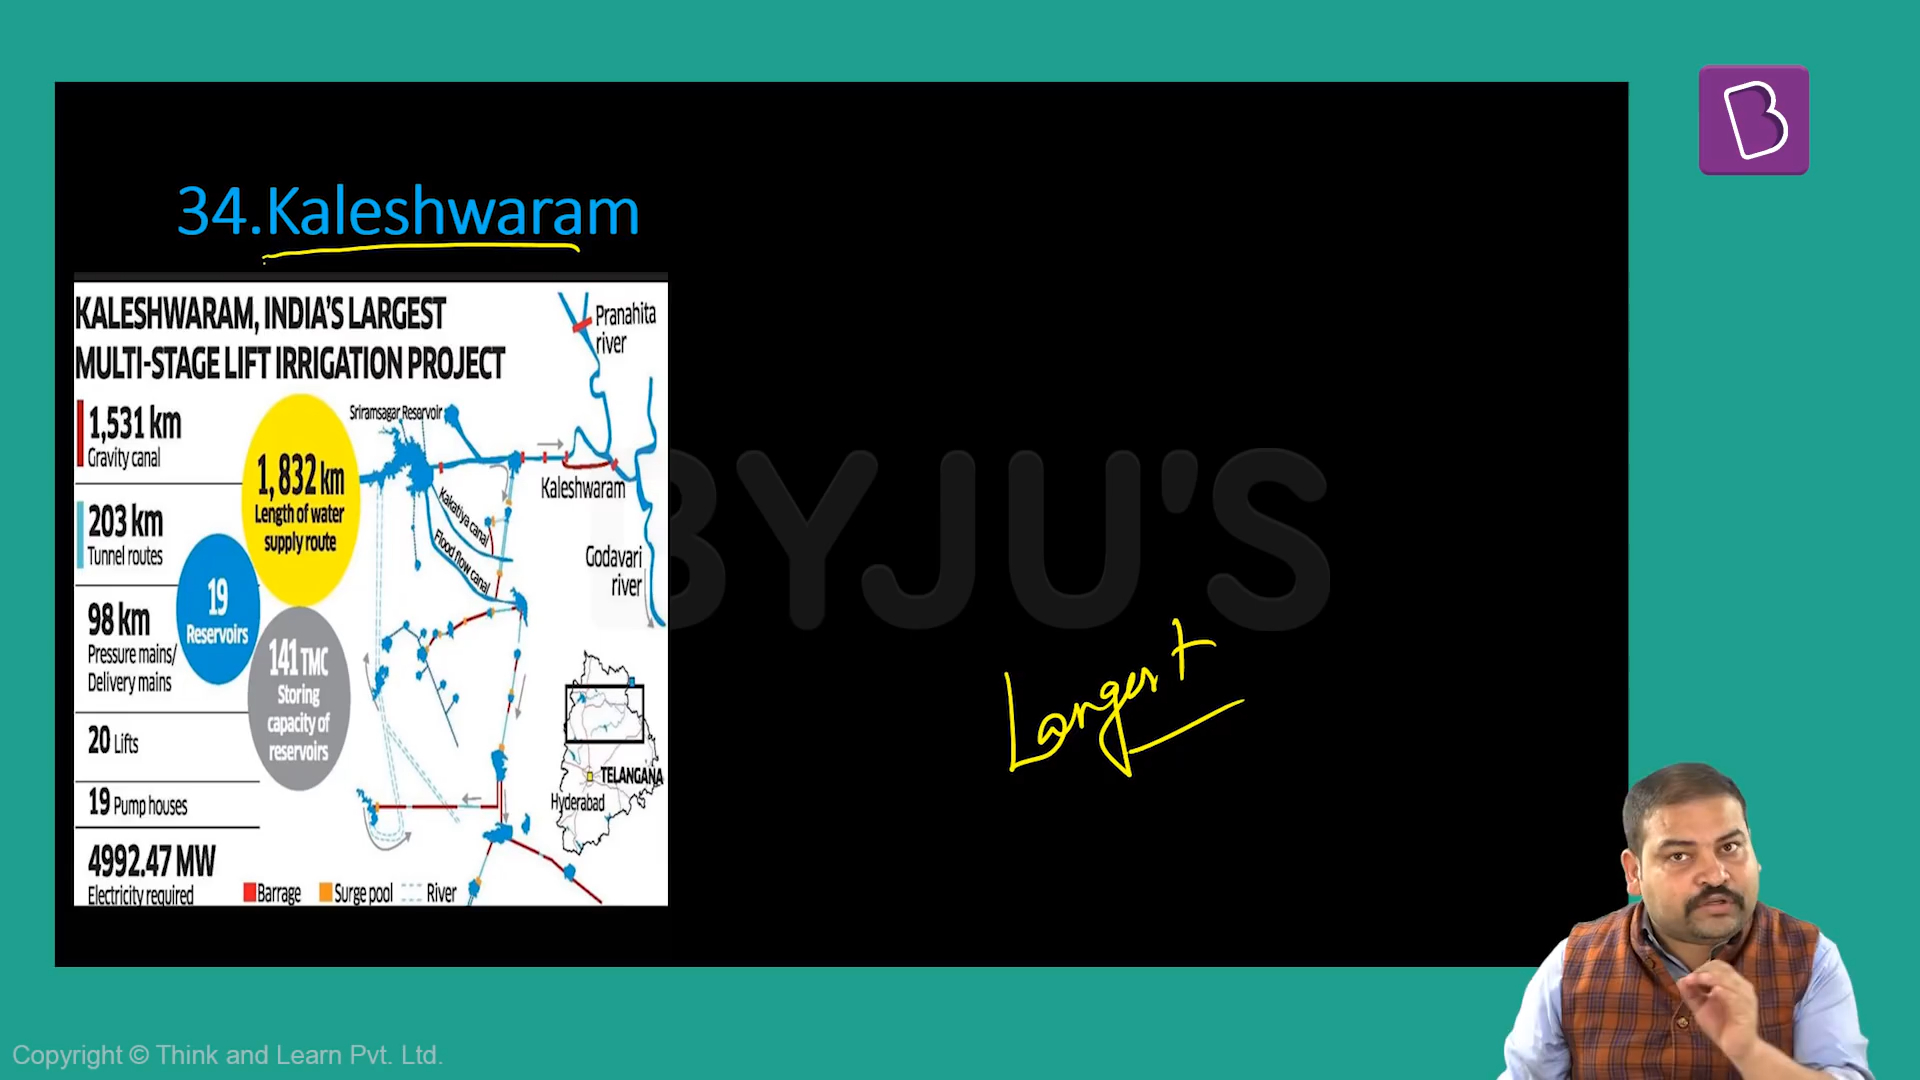 34.Kaleshwaram
KALESHWARAM, INDIA'S LARGEST
MULTI-STAGE LIFT IRRIGATION PROJECT
1,531 km
Gravity canal
203 km
Tunnel routes
98 km
Pressure mains/
Delivery mains
20 Lifts
19 Pump houses
4992.47 MW
Electricity required
1, 832 km
Length of water
supply route
19
Reservoirs
141 TMC
Storing
capacity of
reservoirs
Pranahita
river
Sriramsagar Reservoir
Kaleshwaram
Kakatiya canal
Flood flow canal
Godavari
river
TELANGANA
Hyderabad
Barrage
Surge pool
River
BYJU'S
Largest
B
Copyright © Think and Learn Pvt. Ltd.